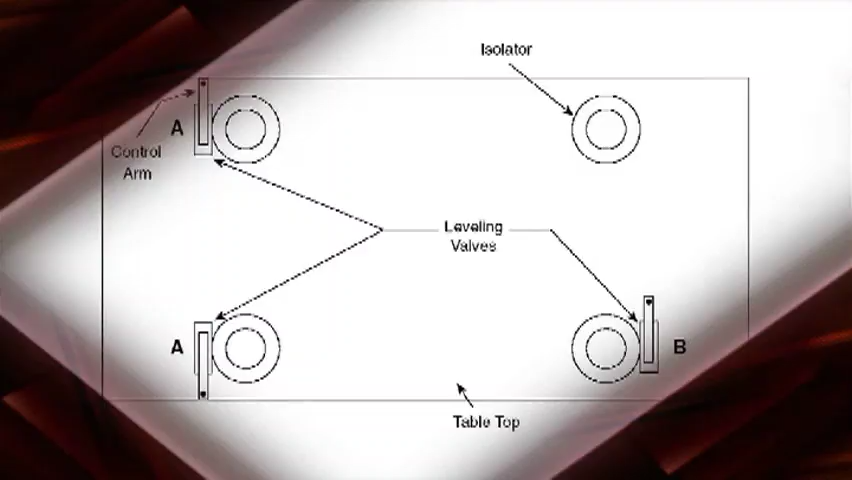 Isolator
A
Control
Arm
Leveling
Valves
A
B
Table Top